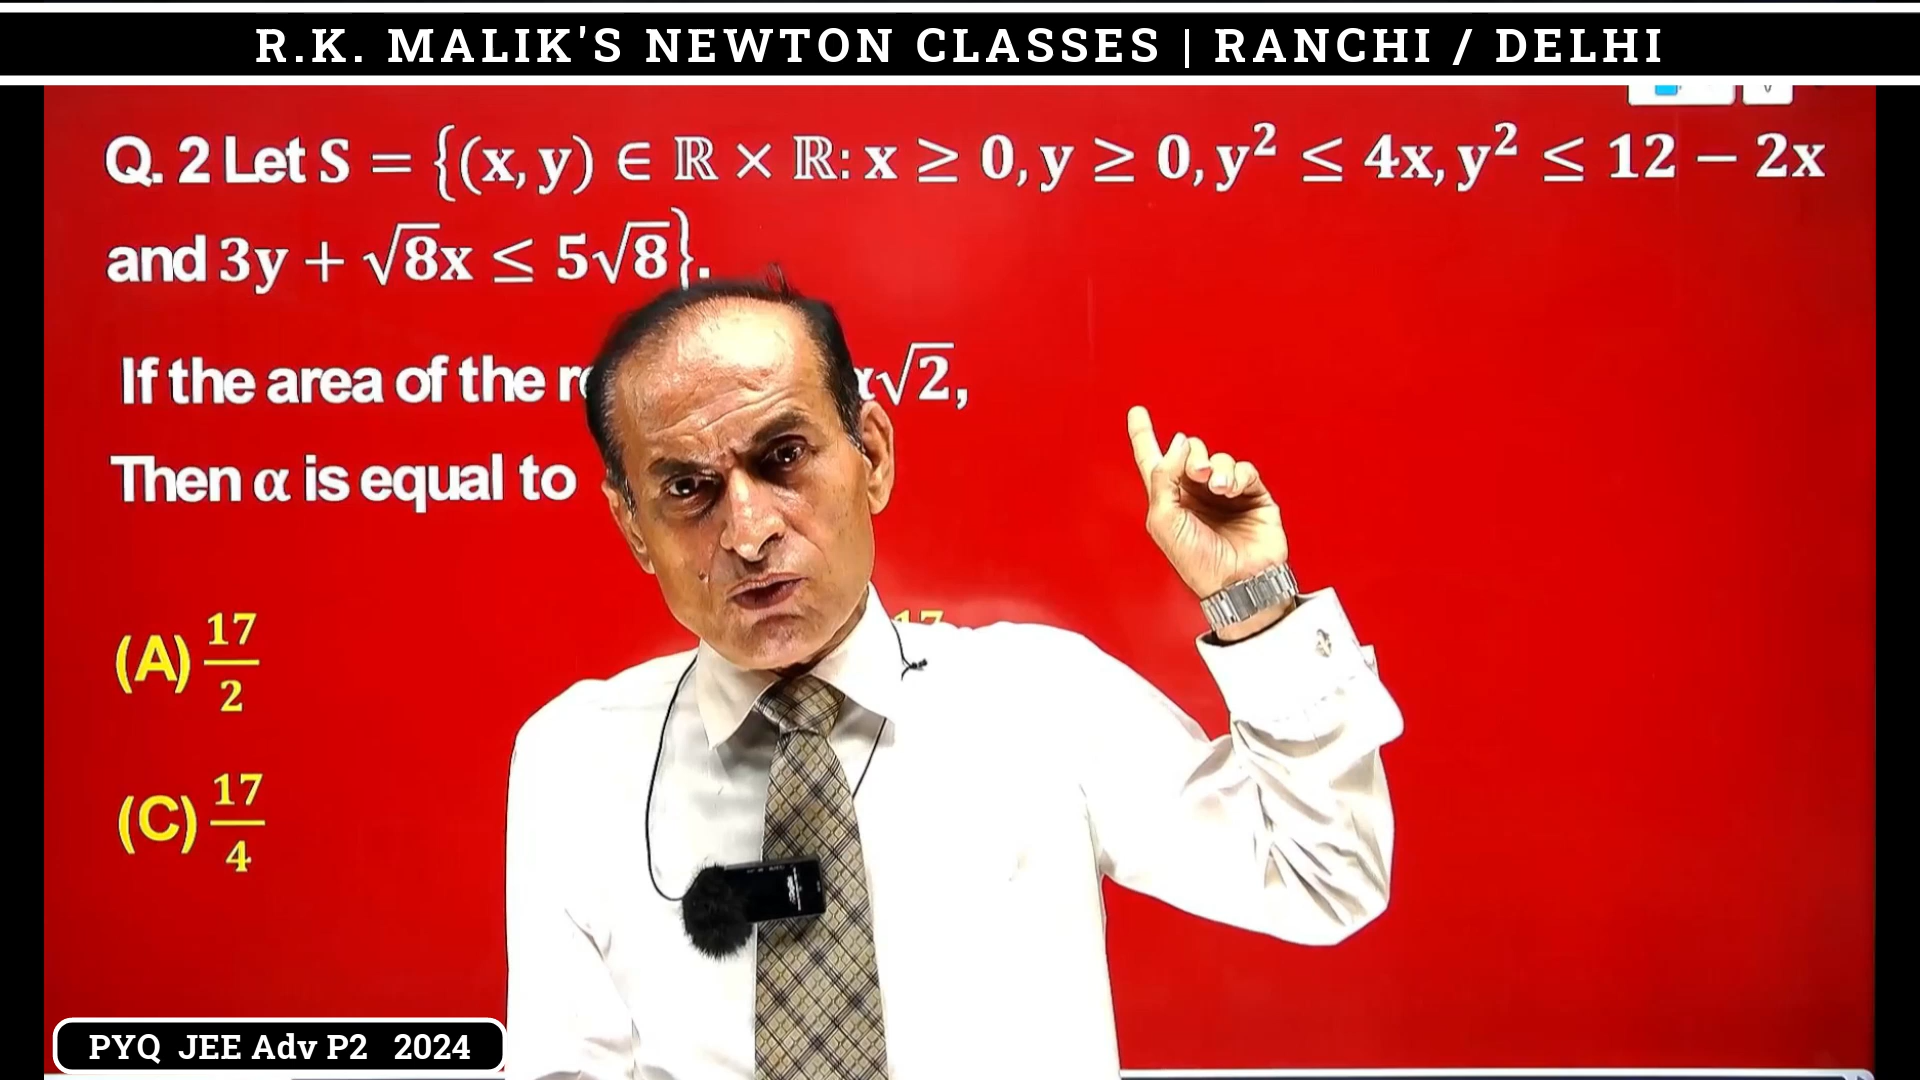 R.K. MALIK'S NEWTON CLASSES | RANCHI / DELHI
Q. 2 Let S = {(x, y) ∈ ℝ × ℝ: x ≥ 0, y ≥ 0, y² ≤ 4x, y² ≤ 12 − 2x
and 3y + √8x ≤ 5√8}.
If the area of the α√2,
Then α is equal to
(A) 17/2
17
(C) 17/4
PYQ JEE Adv P2 2024